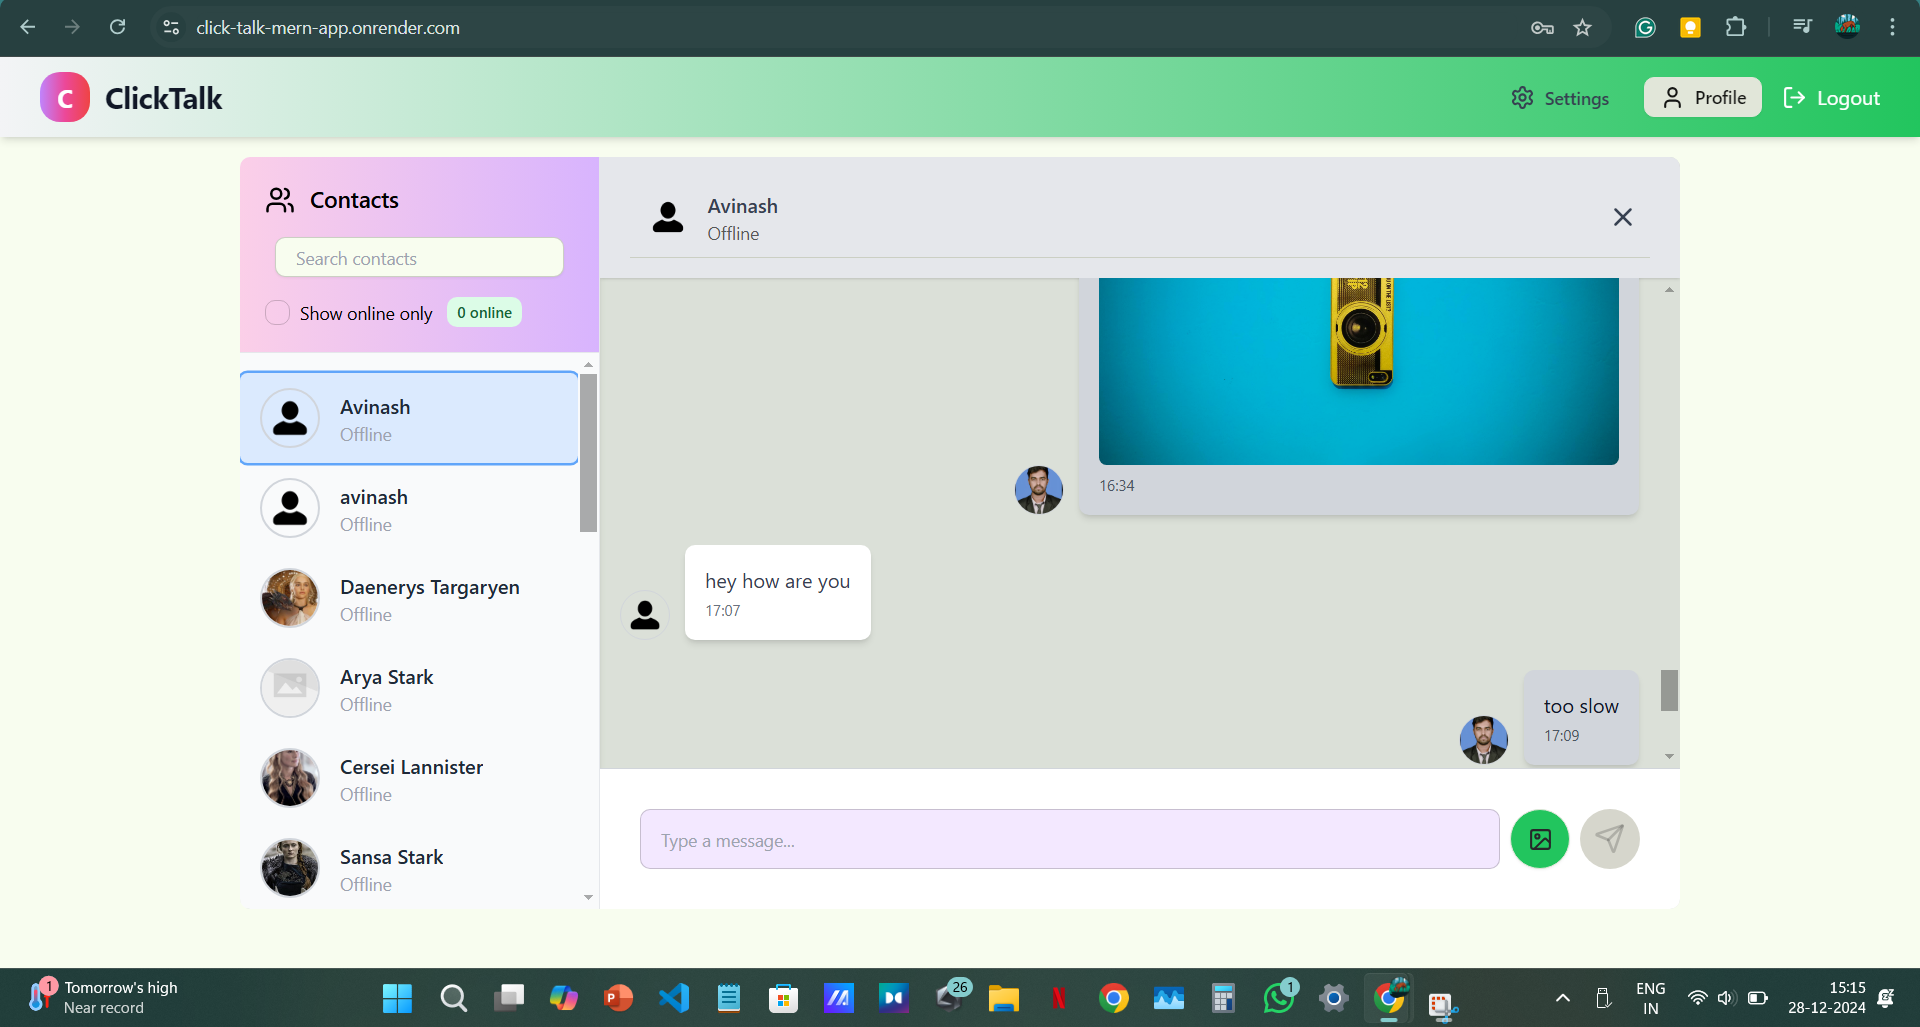 click-talk-mern-app.onrender.com
C ClickTalk
Settings
Profile
Logout
Contacts
Search contacts
Show online only 0 online
Avinash
Offline
avinash
Offline
Daenerys Targaryen
Offline
Arya Stark
Offline
Cersei Lannister
Offline
Sansa Stark
Offline
Avinash
Offline
16:34
hey how are you
17:07
too slow
17:09
Type a message...
1
Tomorrow's high
Near record
26
1
ENG
IN
15:15
28-12-2024